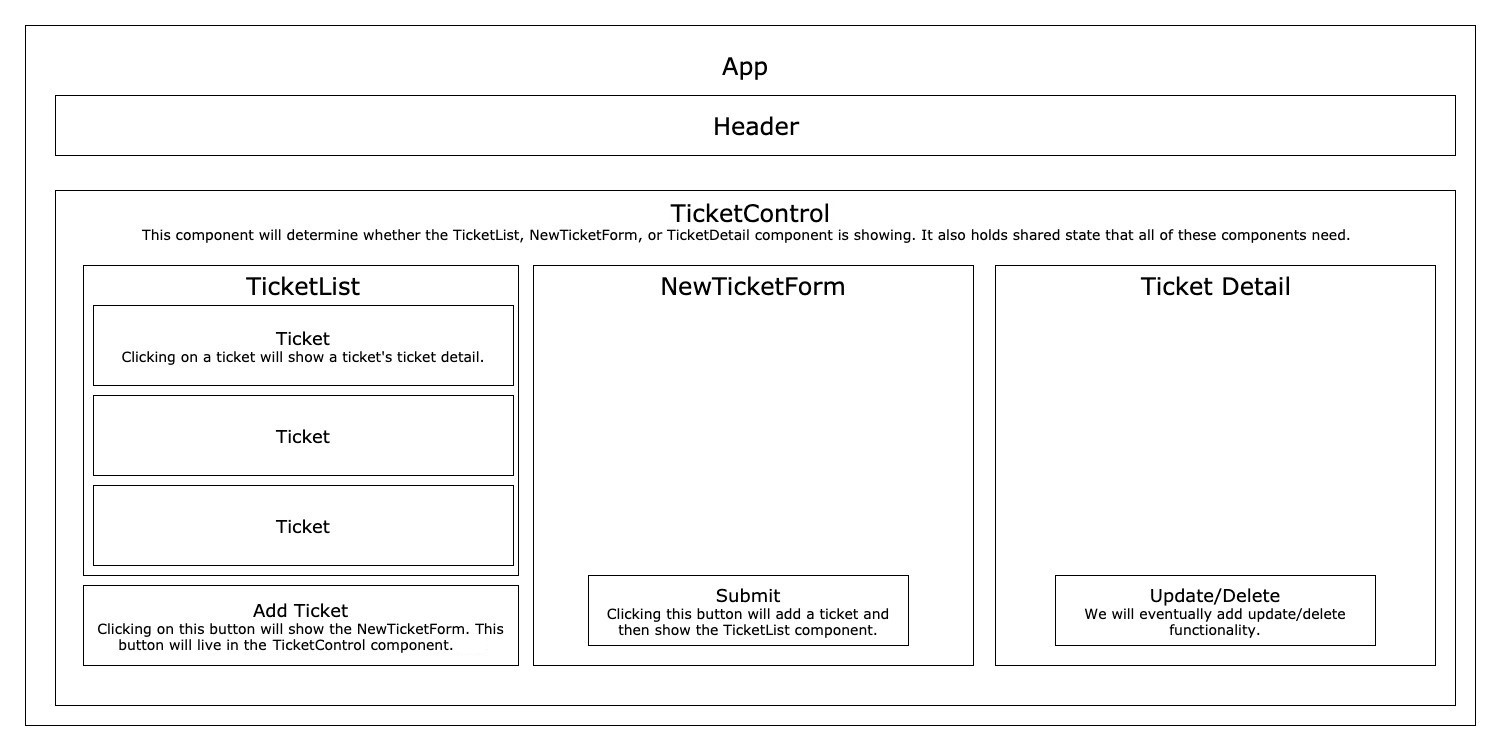 App
Header
TicketControl
This component will determine whether the TicketList, NewTicketForm, or TicketDetail component is showing. It also holds shared state that all of these components need.
TicketList
Ticket
Clicking on a ticket will show a ticket's ticket detail.
Ticket
Ticket
Add Ticket
Clicking on this button will show the NewTicketForm. This
button will live in the TicketControl component.
NewTicketForm
Submit
Clicking this button will add a ticket and
then show the TicketList component.
Ticket Detail
Update/Delete
We will eventually add update/delete
functionality.